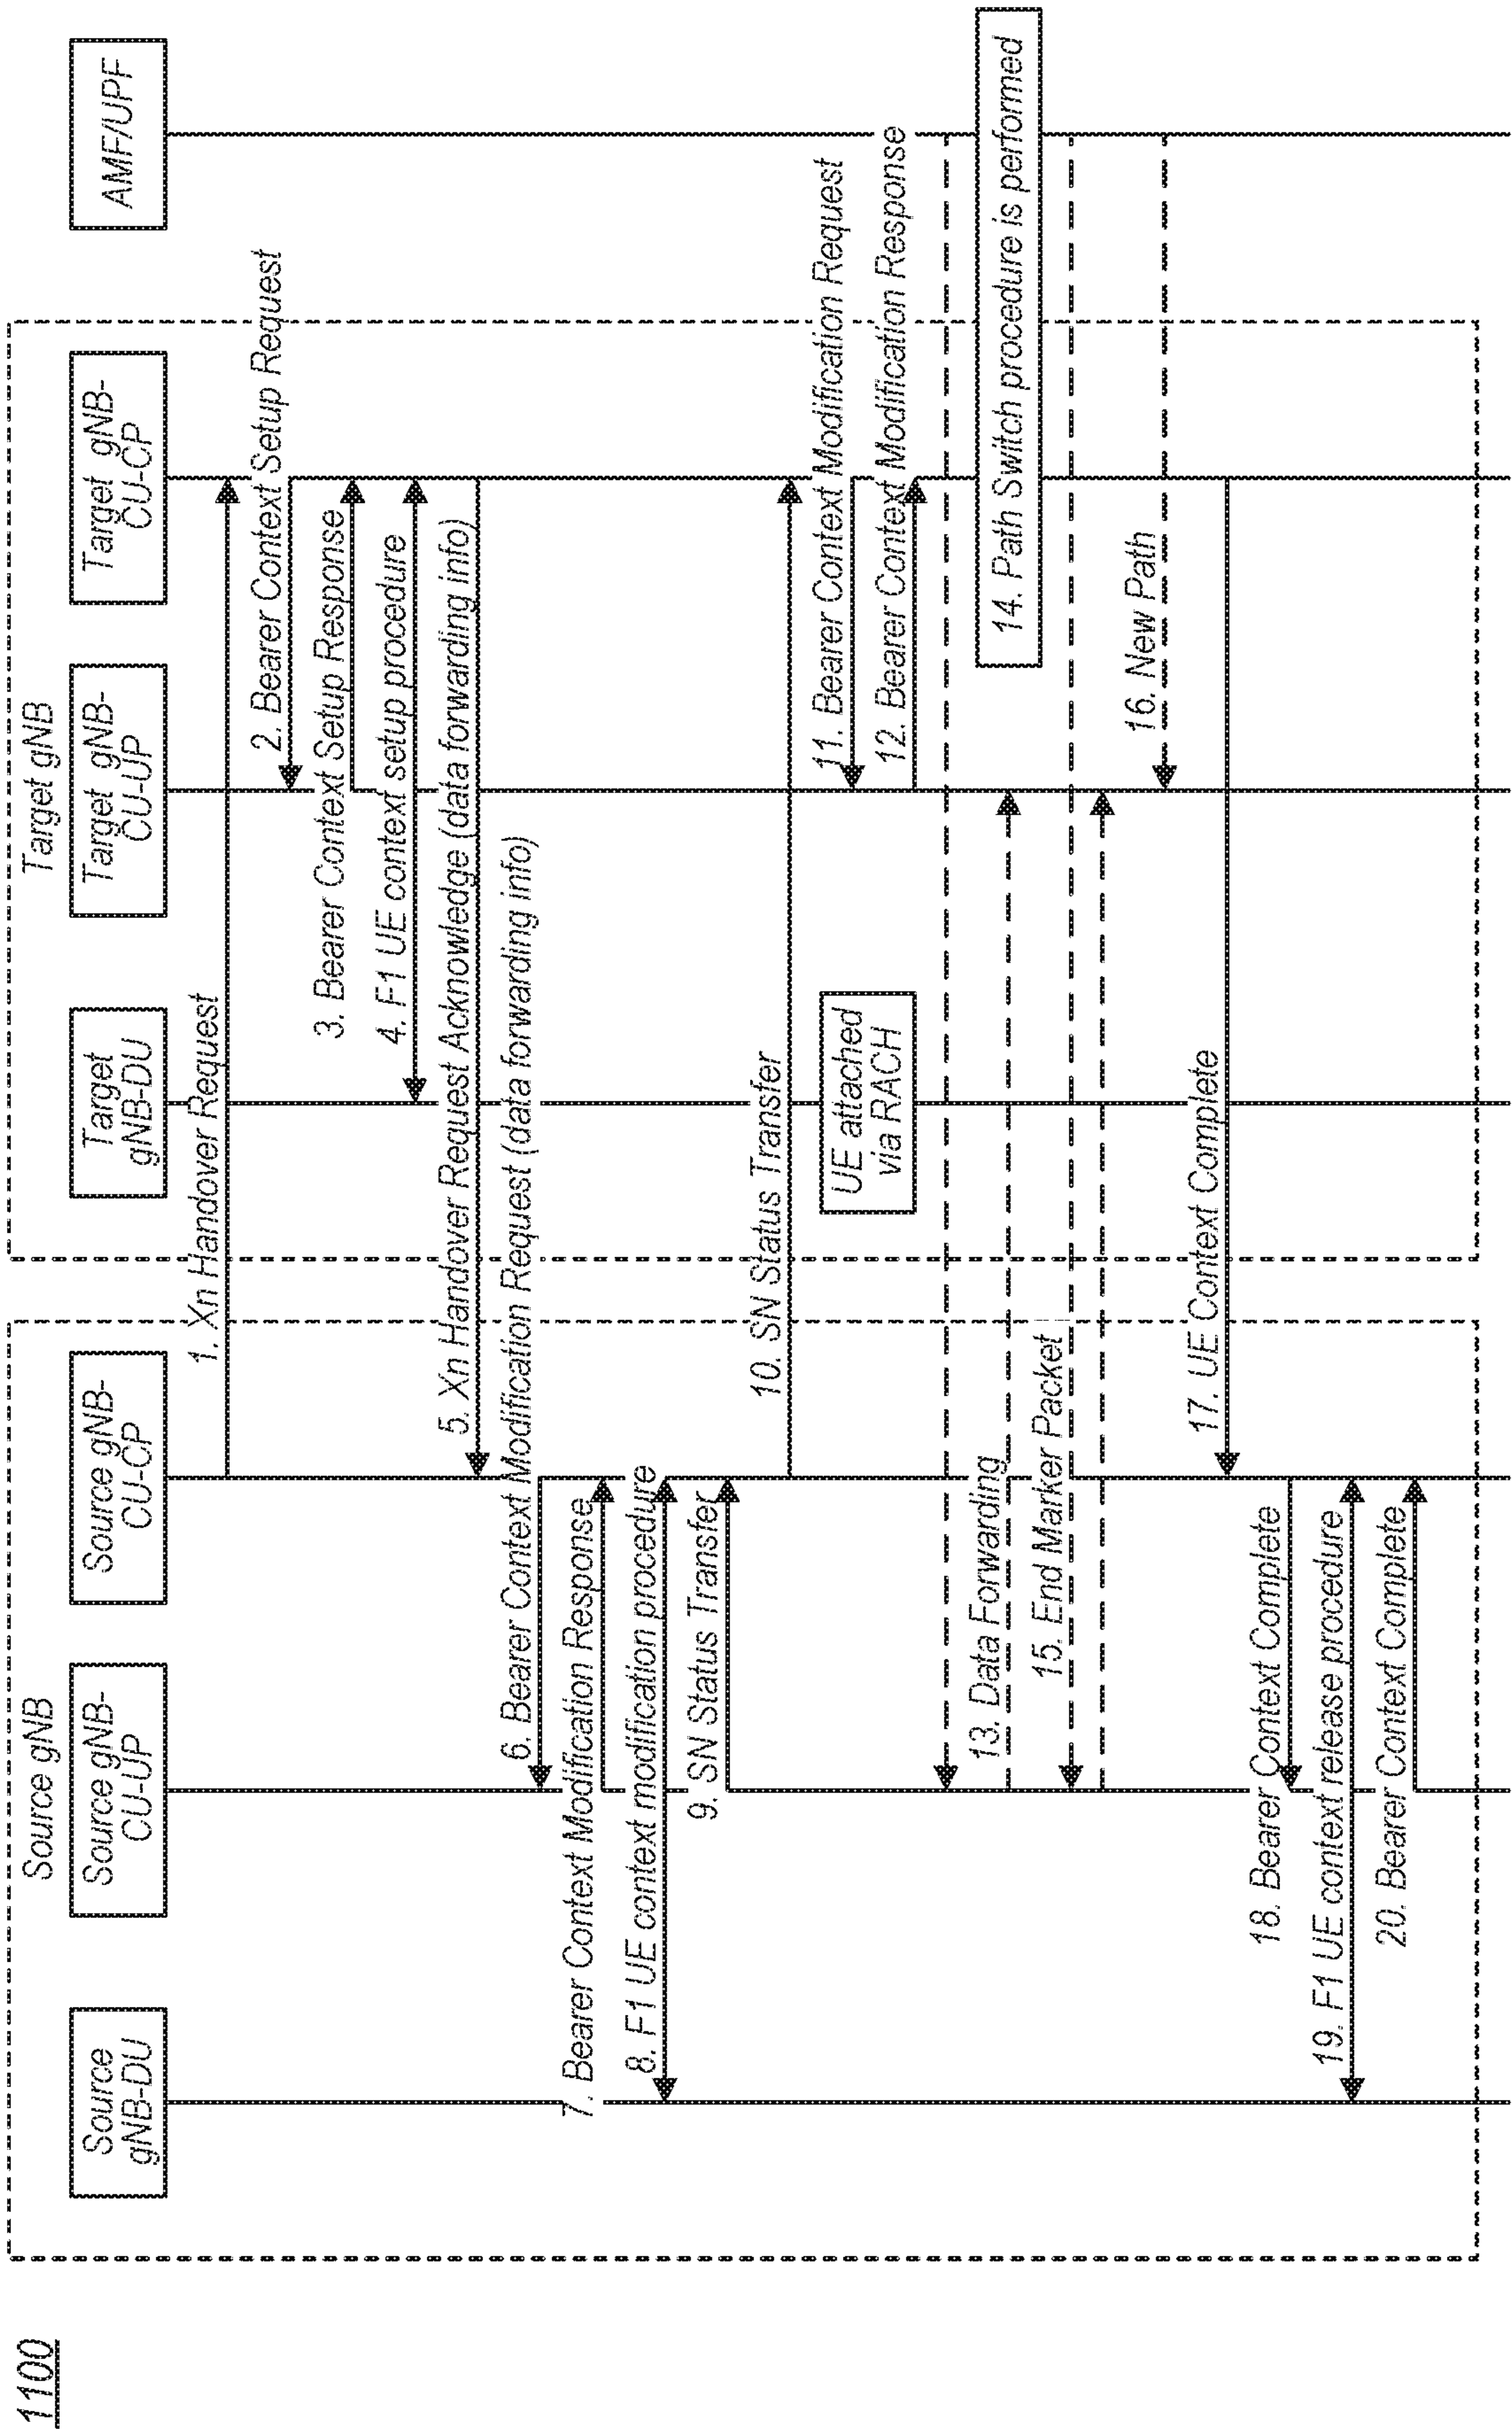 1100
Source gNB
Target gNB
Source
gNB-DU
Source gNB-
CU-UP
Source gNB-
CU-CP
Target
gNB-DU
Target gNB-
CU-UP
Target gNB-
CU-CP
AMF/UPF
1. Xn Handover Request
2. Bearer Context Setup Request
3. Bearer Context Setup Response
4. F1 UE context setup procedure
5. Xn Handover Request Acknowledge (data forwarding info)
6. Bearer Context Modification Request (data forwarding info)
7. Bearer Context Modification Response
8. F1 UE context modification procedure
9. SN Status Transfer
10. SN Status Transfer
UE attached
via RACH
11. Bearer Context Modification Request
12. Bearer Context Modification Response
13. Data Forwarding
14. Path Switch procedure is performed
15. End Marker Packet
16. New Path
17. UE Context Complete
18. Bearer Context Complete
19. F1 UE context release procedure
20. Bearer Context Complete